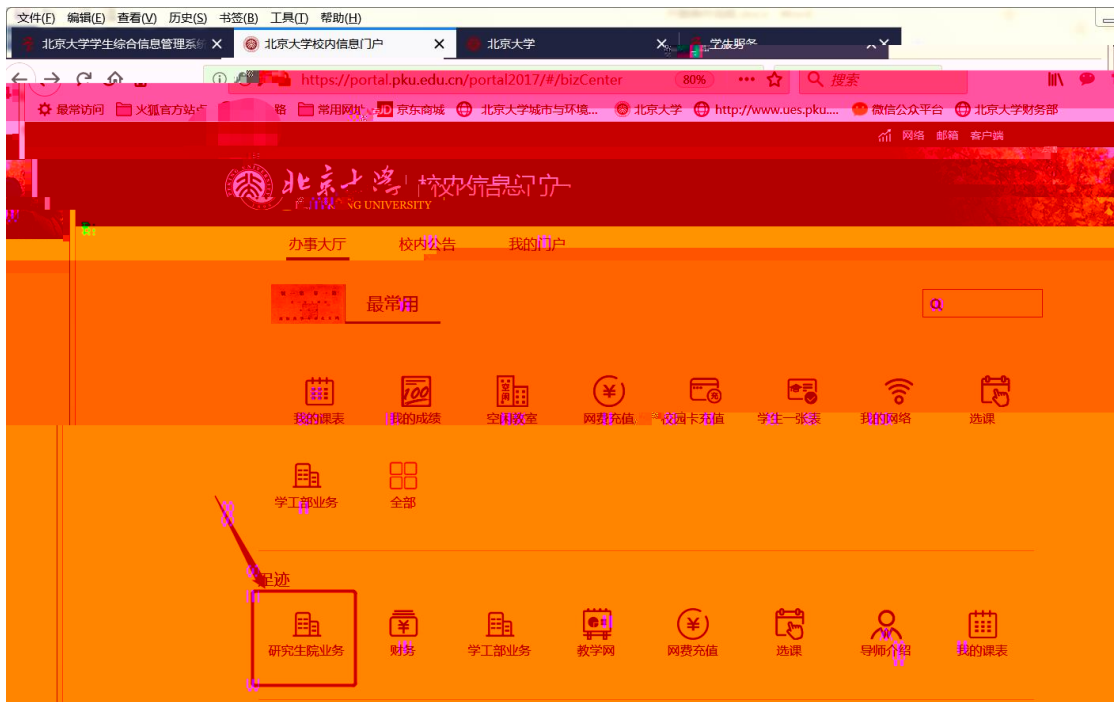 文件(F) 编辑(E) 查看(V) 历史(S) 书签(B) 工具(T) 帮助(H)
北京大学学生综合信息管理系统 × 北京大学校内信息门户 × 北京大学 ×
https://portal.pku.edu.cn/portal2017/#/bizCenter 80% ··· 搜索
最常访问 火狐官方站点 常用网址 JD 京东商城 北京大学城市与环境... 北京大学 http://www.ues.pku.... 微信公众平台 北京大学财务部
网络 邮箱 客户端
北京大学 校内信息门户
UNIVERSITY
办事大厅 校内公告 我的门户
最常用
我的课表 我的成绩 空闲教室 网费充值 校园卡充值 学生一张表 我的网络 选课
学工部业务 全部
足迹
研究生院业务 财务 学工部业务 教学网 网费充值 选课 导师介绍 我的课表